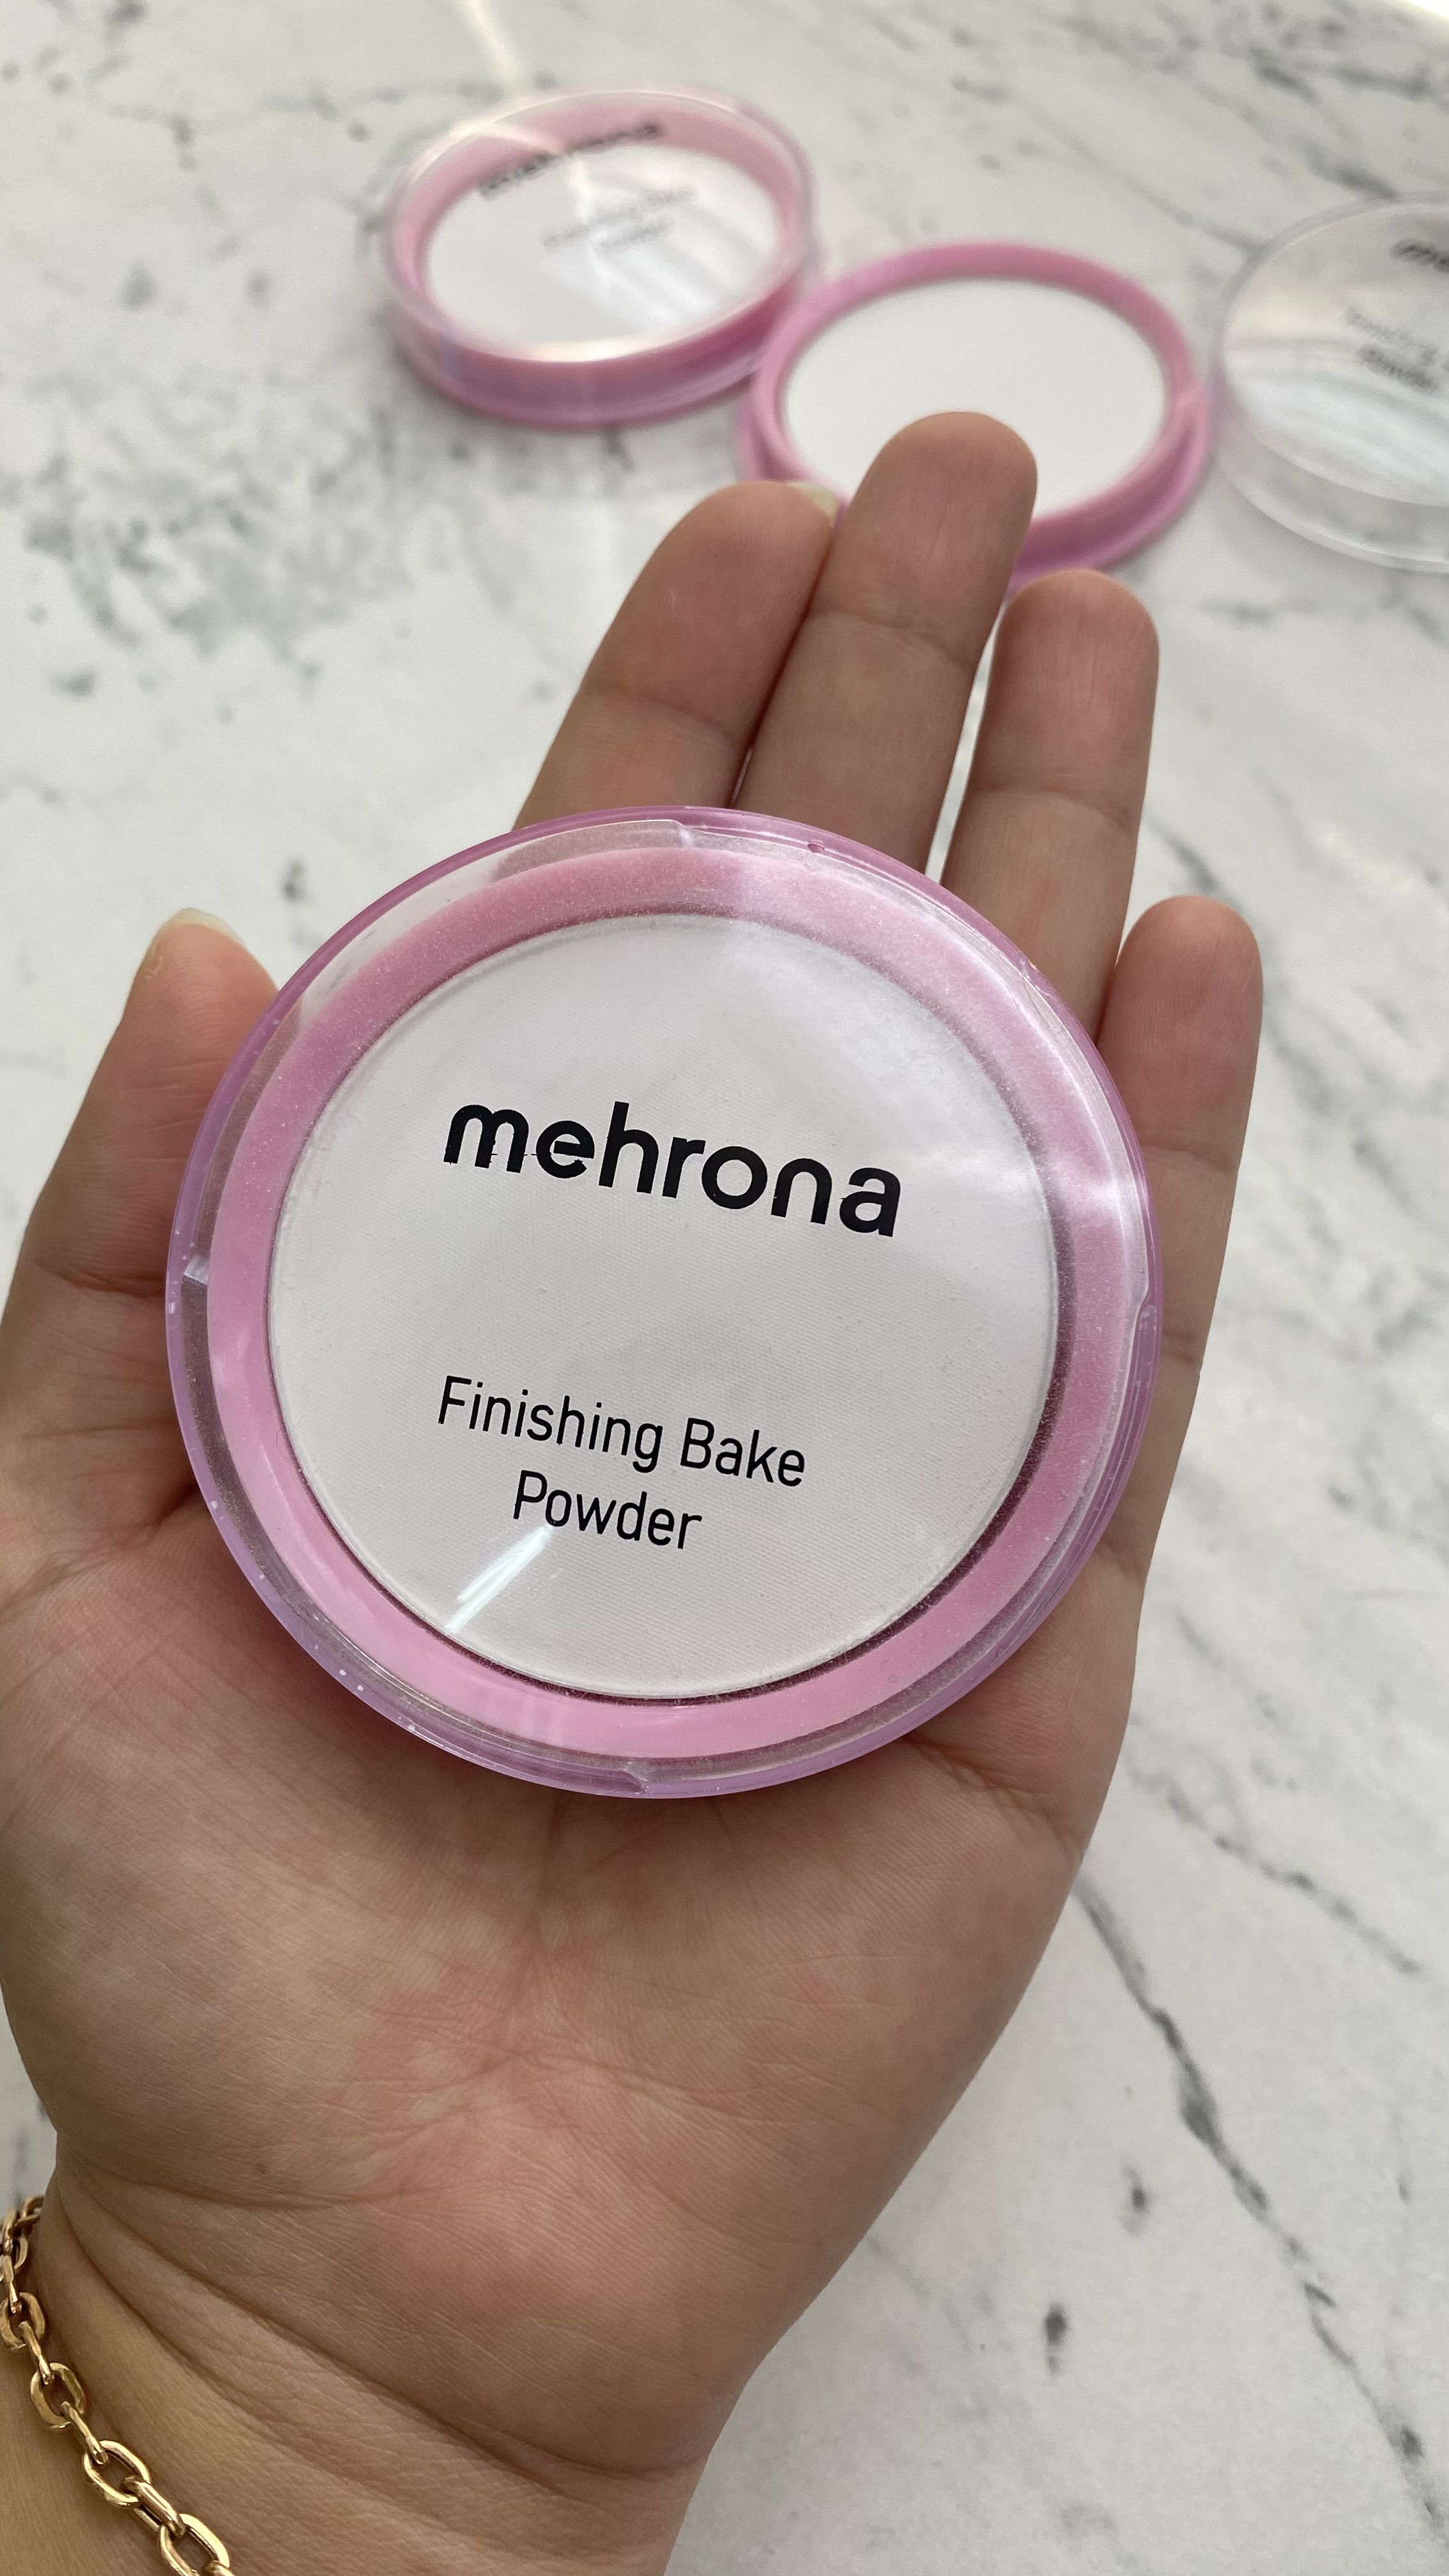 mehrona
Finishing Bake
Powder